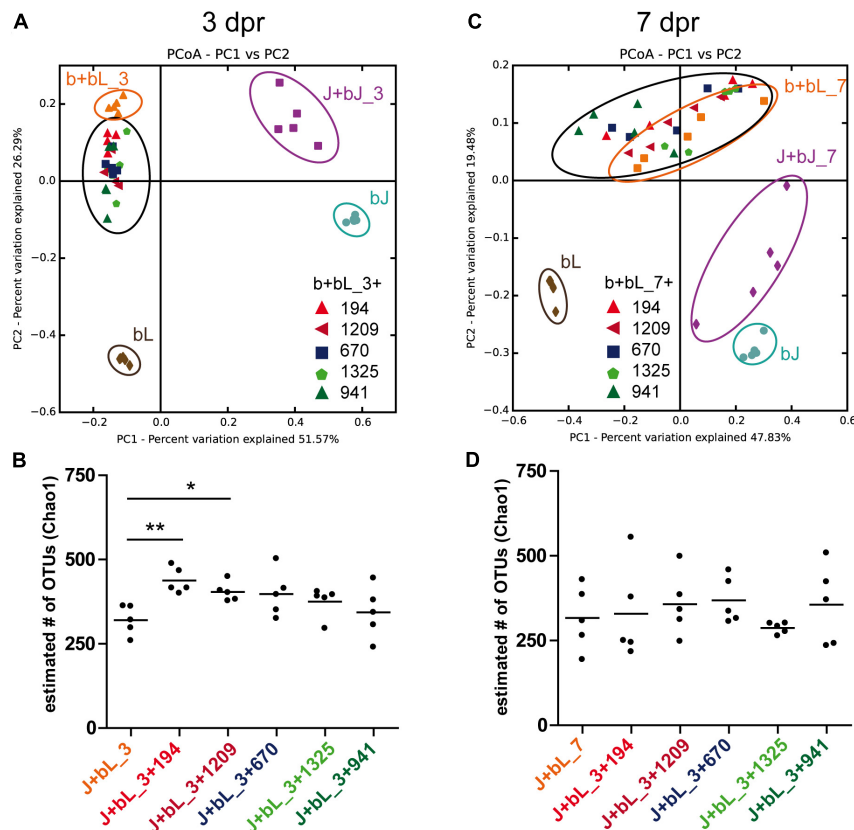 A
3 dpr
PCoA - PC1 vs PC2
b+bL_3
J+bJ_3
bJ
bL
b+bL_3+
194
1209
670
1325
941
0.2
0.0
−0.2
−0.4
−0.6
−0.2
0.0
0.2
0.4
0.6
PC2 - Percent variation explained 26.29%
PC1 - Percent variation explained 51.57%
C
7 dpr
PCoA - PC1 vs PC2
b+bL_7
J+bJ_7
bL
bJ
b+bL_7+
194
1209
670
1325
941
0.2
0.1
0.0
−0.1
−0.2
−0.3
−0.4
−0.6
−0.4
−0.2
0.0
0.2
0.4
0.6
PC2 - Percent variation explained 19.48%
PC1 - Percent variation explained 47.83%
B
estimated # of OTUs (Chao1)
750
500
250
0
*
**
J+bL_3
J+bL_3+194
J+bL_3+1209
J+bL_3+670
J+bL_3+1325
J+bL_3+941
D
estimated # of OTUs (Chao1)
750
500
250
0
J+bL_7
J+bL_3+194
J+bL_3+1209
J+bL_3+670
J+bL_3+1325
J+bL_3+941